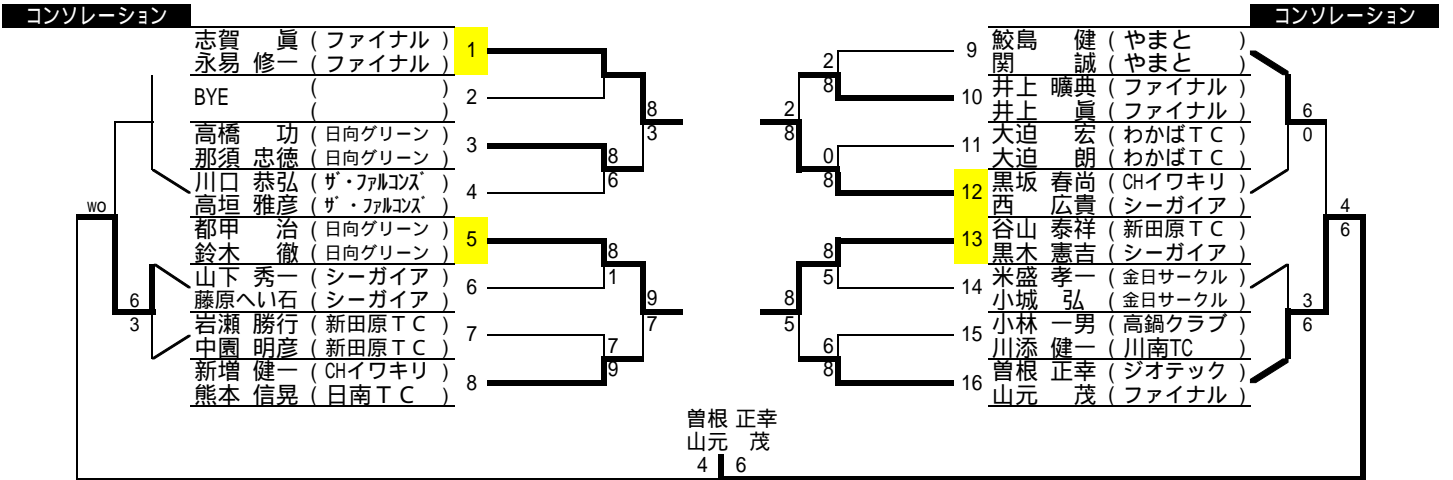 コンソレーション
志賀 眞 ( ファイナル )
永易 修一 ( ファイナル )
1
BYE ( )
( )
2
高橋 功 ( 日向グリーン )
那須 忠徳 ( 日向グリーン )
3
川口 恭弘 ( ザ・ファルコンズ )
高垣 雅彦 ( ザ・ファルコンズ )
4
都甲 治 ( 日向グリーン )
鈴木 徹 ( 日向グリーン )
5
山下 秀一 ( シーガイア )
藤原へい石 ( シーガイア )
6
岩瀬 勝行 ( 新田原TC )
中園 明彦 ( 新田原TC )
7
新増 健一 ( CHイワキリ )
熊本 信晃 ( 日南TC )
8
WO
6
3
8
3
8
6
8
1
9
7
7
9
コンソレーション
9
鮫島 健 ( やまと )
関 誠 ( やまと )
10
井上 曠典 ( ファイナル )
井上 眞 ( ファイナル )
11
大迫 宏 ( わかばTC )
大迫 朗 ( わかばTC )
12
黒坂 春尚 ( CHイワキリ )
西 広貴 ( シーガイア )
13
谷山 泰祥 ( 新田原TC )
黒木 憲吉 ( シーガイア )
14
米盛 孝一 ( 金日サークル )
小城 弘 ( 金日サークル )
15
小林 一男 ( 高鍋クラブ )
川添 健一 ( 川南TC )
16
曽根 正幸 ( ジオテック )
山元 茂 ( ファイナル )
2
8
2
8
0
8
8
5
8
5
6
8
6
0
4
6
3
6
曽根 正幸
山元 茂
4 6